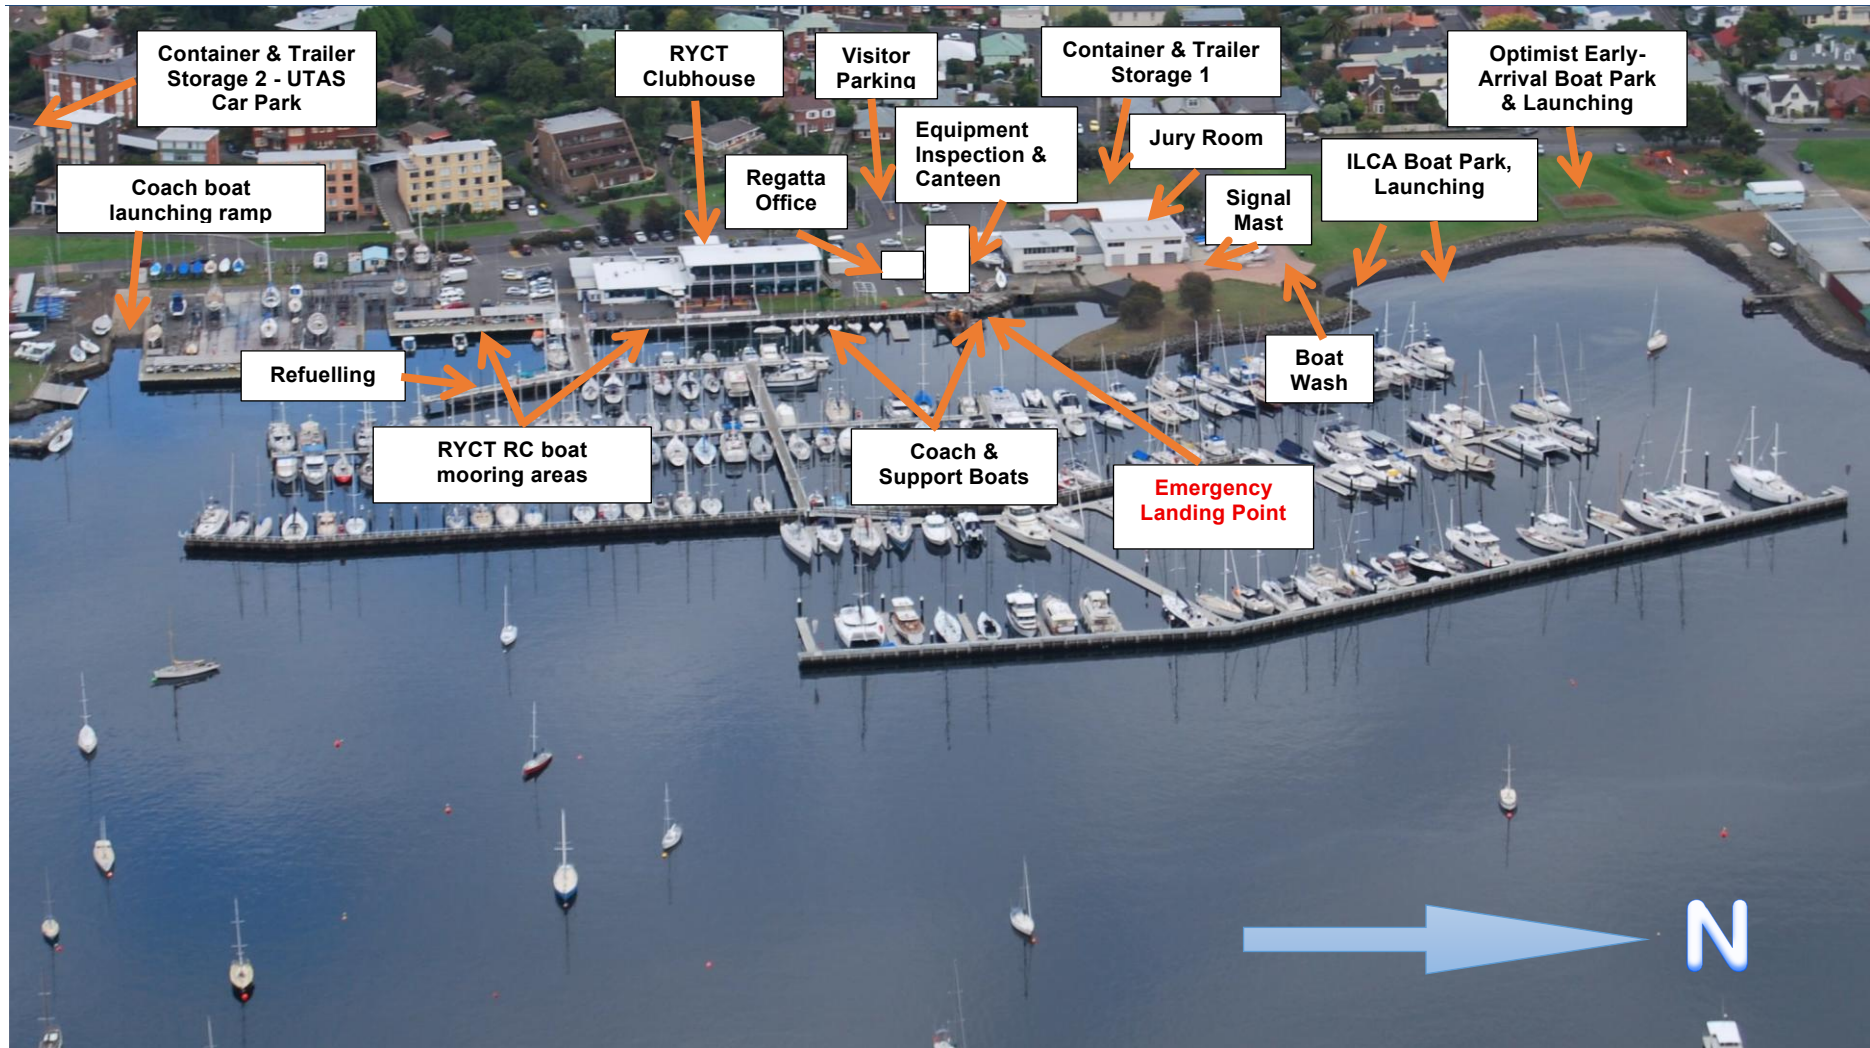 Container & Trailer
Storage 2 - UTAS
Car Park
RYCT
Clubhouse
Visitor
Parking
Container & Trailer
Storage 1
Optimist Early-
Arrival Boat Park
& Launching
Equipment
Inspection &
Canteen
Jury Room
ILCA Boat Park,
Launching
Coach boat
launching ramp
Regatta
Office
Signal
Mast
Refuelling
Boat
Wash
RYCT RC boat
mooring areas
Coach &
Support Boats
Emergency
Landing Point
N